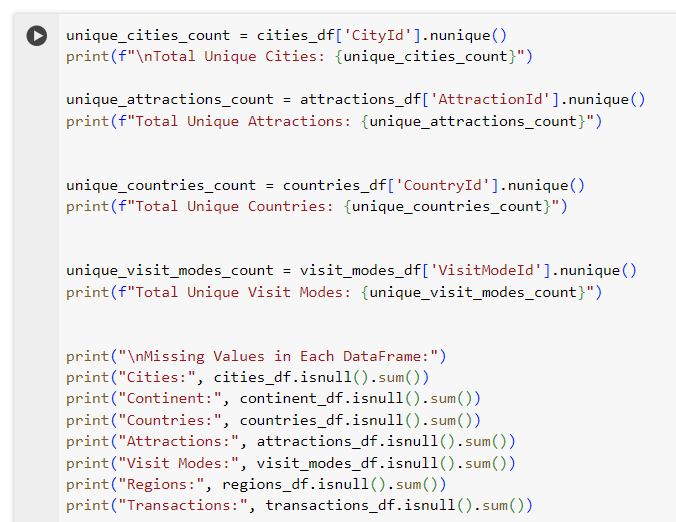 unique_cities_count = cities_df['CityId'].nunique()
print(f"\nTotal Unique Cities: {unique_cities_count}")
unique_attractions_count = attractions_df['AttractionId'].nunique()
print(f"Total Unique Attractions: {unique_attractions_count}")
unique_countries_count = countries_df['CountryId'].nunique()
print(f"Total Unique Countries: {unique_countries_count}")
unique_visit_modes_count = visit_modes_df['VisitModeId'].nunique()
print(f"Total Unique Visit Modes: {unique_visit_modes_count}")
print("\nMissing Values in Each DataFrame:")
print("Cities:", cities_df.isnull().sum())
print("Continent:", continent_df.isnull().sum())
print("Countries:", countries_df.isnull().sum())
print("Attractions:", attractions_df.isnull().sum())
print("Visit Modes:", visit_modes_df.isnull().sum())
print("Regions:", regions_df.isnull().sum())
print("Transactions:", transactions_df.isnull().sum())